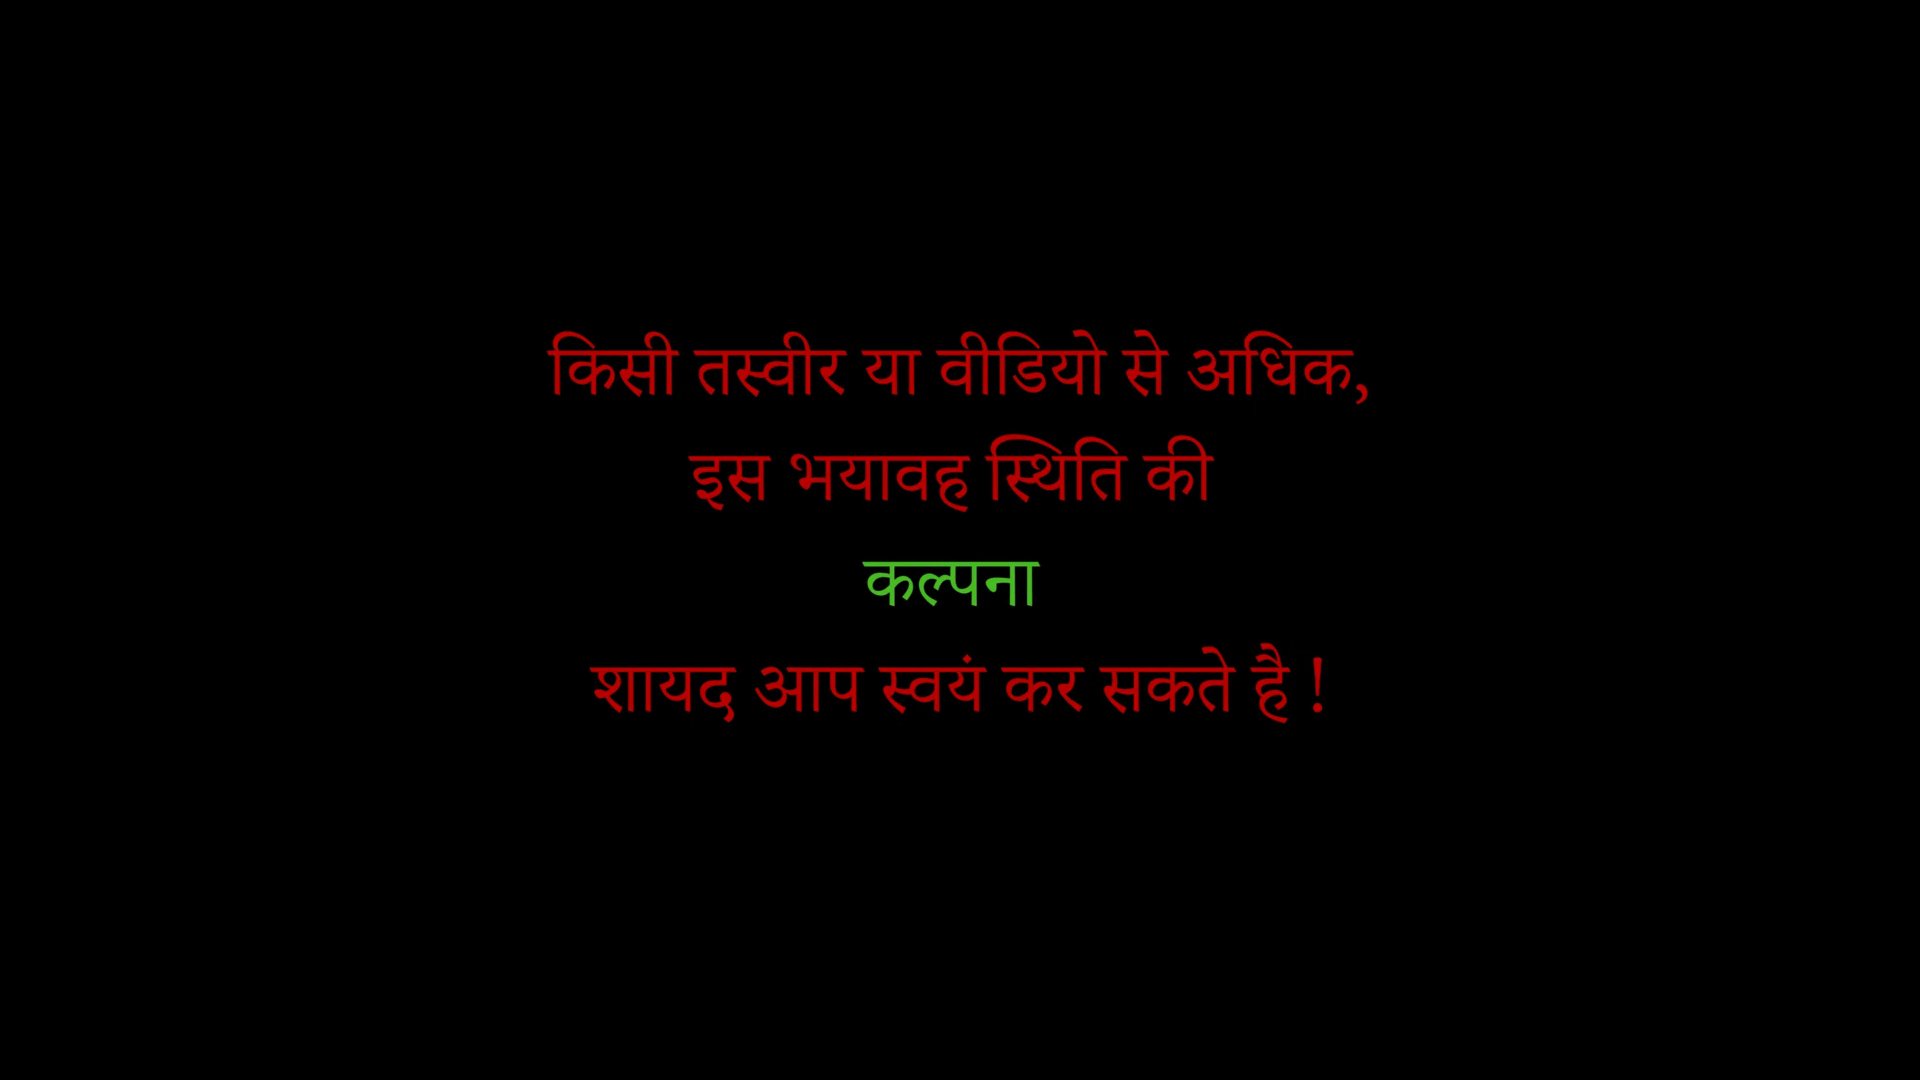 किसी तस्वीर या वीडियो से अधिक,
इस भयावह स्थिति की
कल्पना
शायद आप स्वयं कर सकते है !